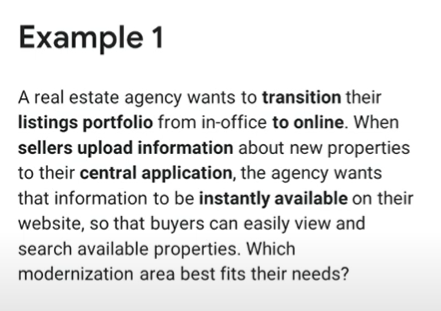 Example 1
A real estate agency wants to transition their
listings portfolio from in-office to online. When
sellers upload information about new properties
to their central application, the agency wants
that information to be instantly available on their
website, so that buyers can easily view and
search available properties. Which
modernization area best fits their needs?